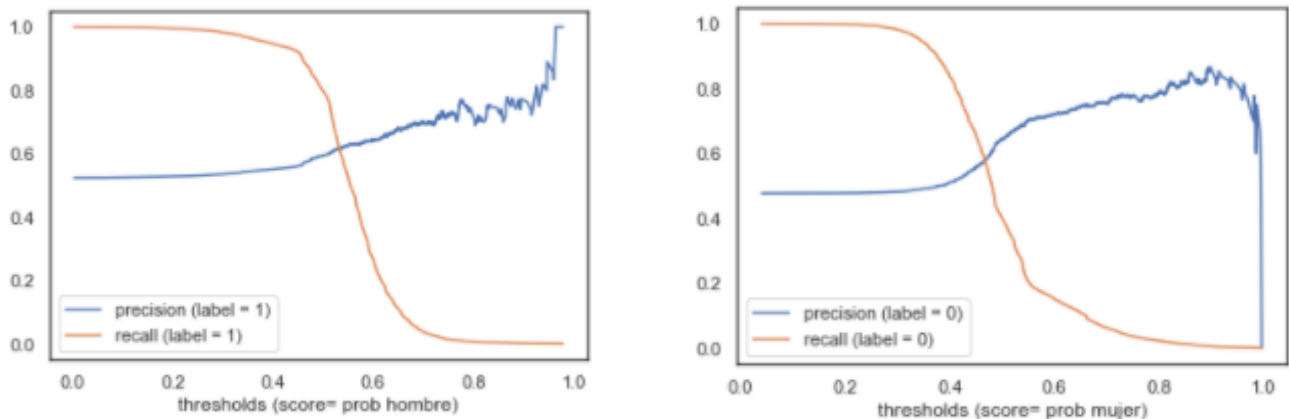 1.0
0.8
0.6
0.4
0.2
0.0
precision (label = 1)
recall (label = 1)
0.0 0.2 0.4 0.6 0.8 1.0
thresholds (score= prob hombre)
1.0
0.8
0.6
0.4
0.2
0.0
precision (label = 0)
recall (label = 0)
0.0 0.2 0.4 0.6 0.8 1.0
thresholds (score= prob mujer)